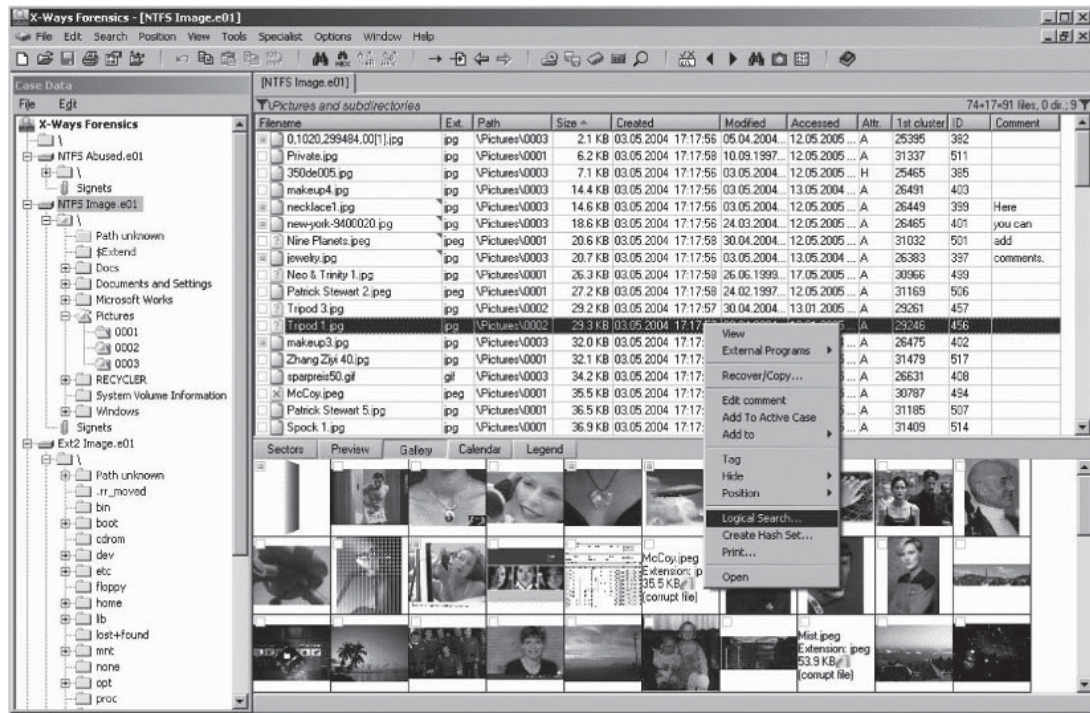 X-Ways Forensics - [NTFS Image.e01]
File Edit Search Position View Tools Specialist Options Window Help
Case Data
File Edit
X-Ways Forensics
\
NTFS Abused.e01
\
Signets
NTFS Image.e01
\
Path unknown
$Extend
Docs
Documents and Settings
Microsoft Works
Pictures
0001
0002
0003
RECYCLER
System Volume Information
Windows
Signets
Ext2 Image.e01
\
Path unknown
.rr_moved
bin
boot
cdrom
dev
etc
floppy
home
lib
lost+found
mnt
none
opt
proc
[NTFS Image.e01]
\Pictures and subdirectories 74+17=91 files, 0 dir.; 9
Filename Ext. Path Size Created Modified Accessed Attr. 1st cluster ID Comment
0,1020,299484,00[1].jpg jpg \Pictures\0003 2.1 KB 03.05.2004 17:17:56 05.04.2004... 12.05.2005 ... A 25395 382
Private.jpg jpg \Pictures\0001 6.2 KB 03.05.2004 17:17:58 10.09.1997... 12.05.2005 ... A 31337 511
350de005.jpg jpg \Pictures\0003 7.1 KB 03.05.2004 17:17:56 03.05.2004... 12.05.2005 ... H 25465 385
makeup4.jpg jpg \Pictures\0003 14.4 KB 03.05.2004 17:17:56 03.05.2004... 13.05.2004 ... A 26491 403
necklace1.jpg jpg \Pictures\0003 14.6 KB 03.05.2004 17:17:56 03.05.2004... 12.05.2005 ... A 26449 399 Here
new-york-9400020.jpg jpg \Pictures\0003 18.6 KB 03.05.2004 17:17:56 24.03.2004... 12.05.2005 ... A 26465 401 you can
Nine Planets.jpeg jpeg \Pictures\0001 20.6 KB 03.05.2004 17:17:58 30.04.2004... 12.05.2005 ... A 31032 501 add
jewelry.jpg jpg \Pictures\0003 20.7 KB 03.05.2004 17:17:56 03.05.2004... 13.05.2004 ... A 26383 397 comments.
Neo & Trinity 1.jpg jpg \Pictures\0001 26.3 KB 03.05.2004 17:17:58 26.06.1999... 17.05.2005 ... A 30966 499
Patrick Stewart 2.jpeg jpeg \Pictures\0001 27.2 KB 03.05.2004 17:17:58 24.02.1997... 12.05.2005 ... A 31169 506
Tripod 3.jpg jpg \Pictures\0002 29.2 KB 03.05.2004 17:17:57 30.04.2004... 13.01.2005 ... A 29261 457
Tripod 1.jpg jpg \Pictures\0002 29.3 KB 03.05.2004 A 29246 456
makeup3.jpg jpg \Pictures\0003 32.0 KB 03.05.2004 17:17: A 26475 402
Zhang Ziyi 40.jpg jpg \Pictures\0001 32.1 KB 03.05.2004 17:17: A 31479 517
sparpreis50.gif gif \Pictures\0003 34.2 KB 03.05.2004 17:17: A 26631 408
McCoy.jpeg jpeg \Pictures\0001 35.5 KB 03.05.2004 17:17: A 30787 494
Patrick Stewart 5.jpg jpg \Pictures\0001 36.5 KB 03.05.2004 17:17: A 31185 507
Spock 1.jpg jpg \Pictures\0001 36.9 KB 03.05.2004 17:17: A 31409 514
View
External Programs
Recover/Copy...
Edit comment
Add To Active Case
Add to
Tag
Hide
Position
Logical Search...
Create Hash Set...
Print...
Open
Sectors Preview Gallery Calendar Legend
McCoy.jpeg
Extension: jp
35.5 KB
(corrupt file)
Mist.jpeg
Extension: jpeg
53.9 KB
(corrupt file)